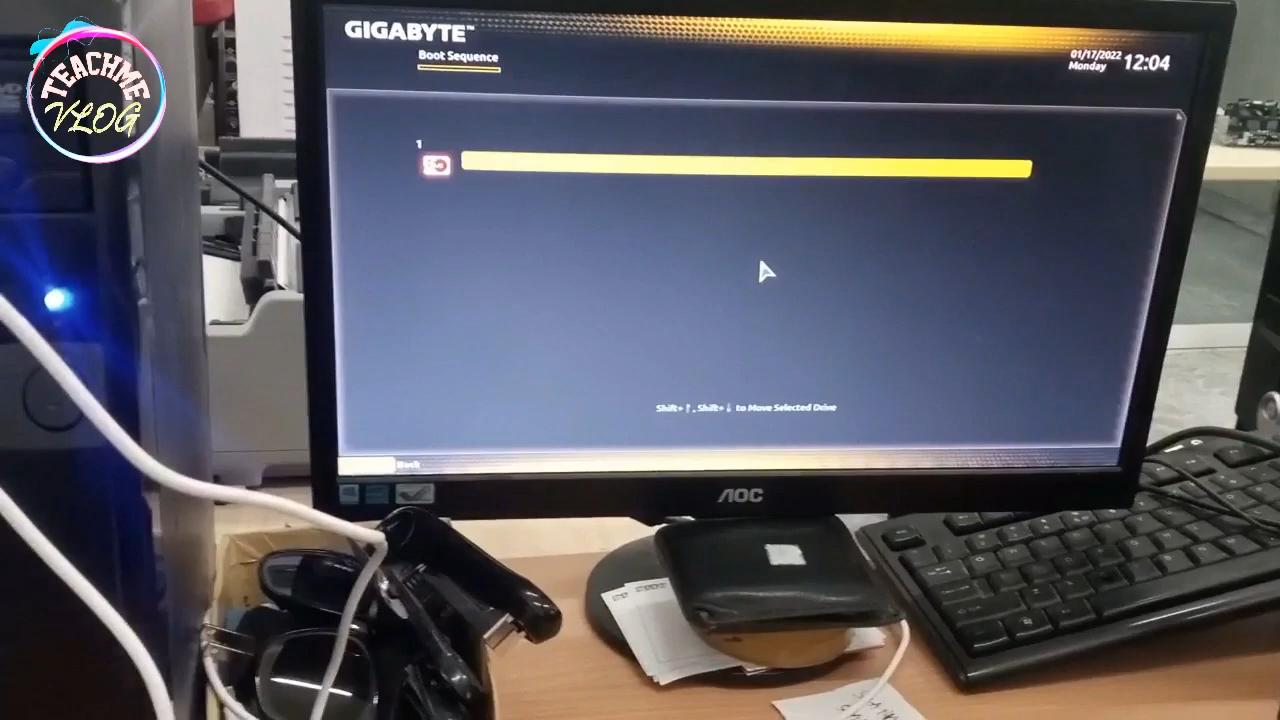 TEACHME
VLOG
GIGABYTE™
Boot Sequence
01/17/2022
Monday
12:04
1
Shift+↑, Shift+↓ to Move Selected Drive
Back
AOC